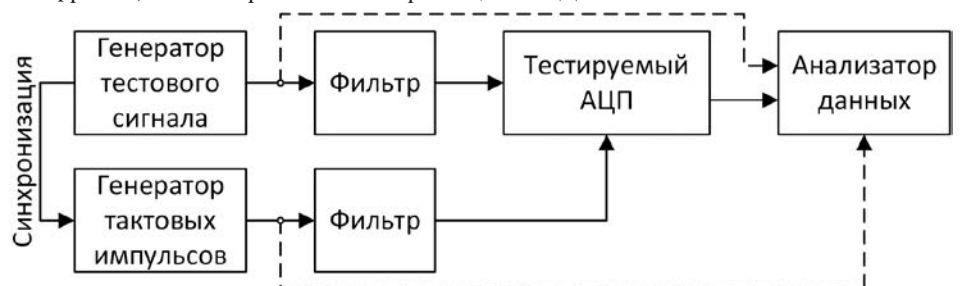 Генератор
тестового
сигнала
Фильтр
Тестируемый
АЦП
Анализатор
данных
Синхронизация
Генератор
тактовых
импульсов
Фильтр